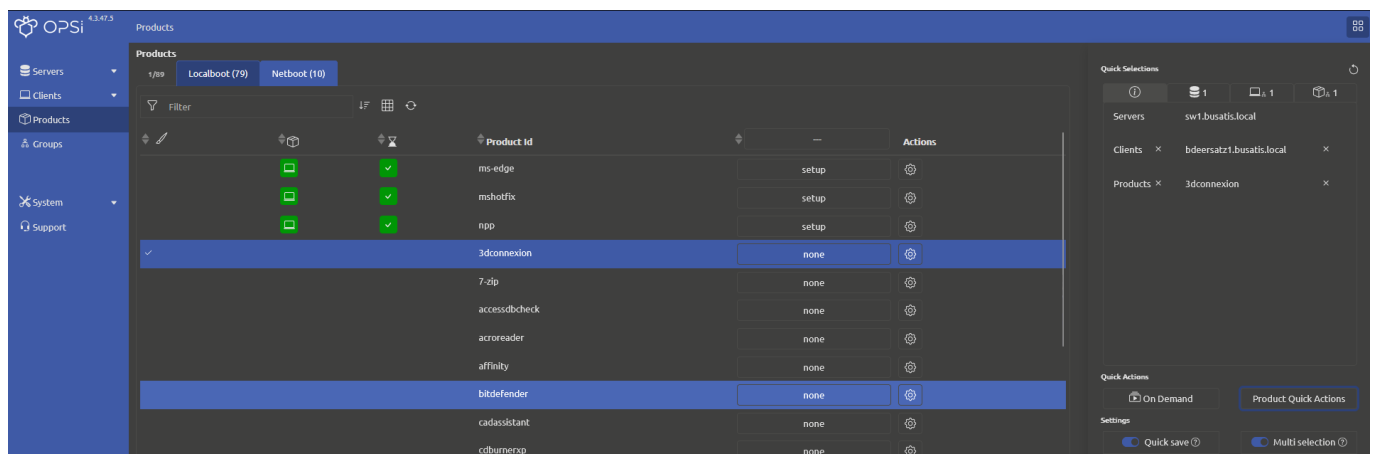 OPSi 4.3.47.5
Products
Servers
Clients
Products
Groups
System
Support
Products
1/89 Localboot (79) Netboot (10)
Filter
Product Id — Actions
ms-edge setup
mshotfix setup
npp setup
3dconnexion none
7-zip none
accessdbcheck none
acroreader none
affinity none
bitdefender none
cadassistant none
cdburnerxp none
Quick Selections
1 & 1 & 1
Servers sw1.busatis.local
Clients × bdeersatz1.busatis.local ×
Products × 3dconnexion ×
Quick Actions
On Demand Product Quick Actions
Settings
Quick save ? Multi selection ?